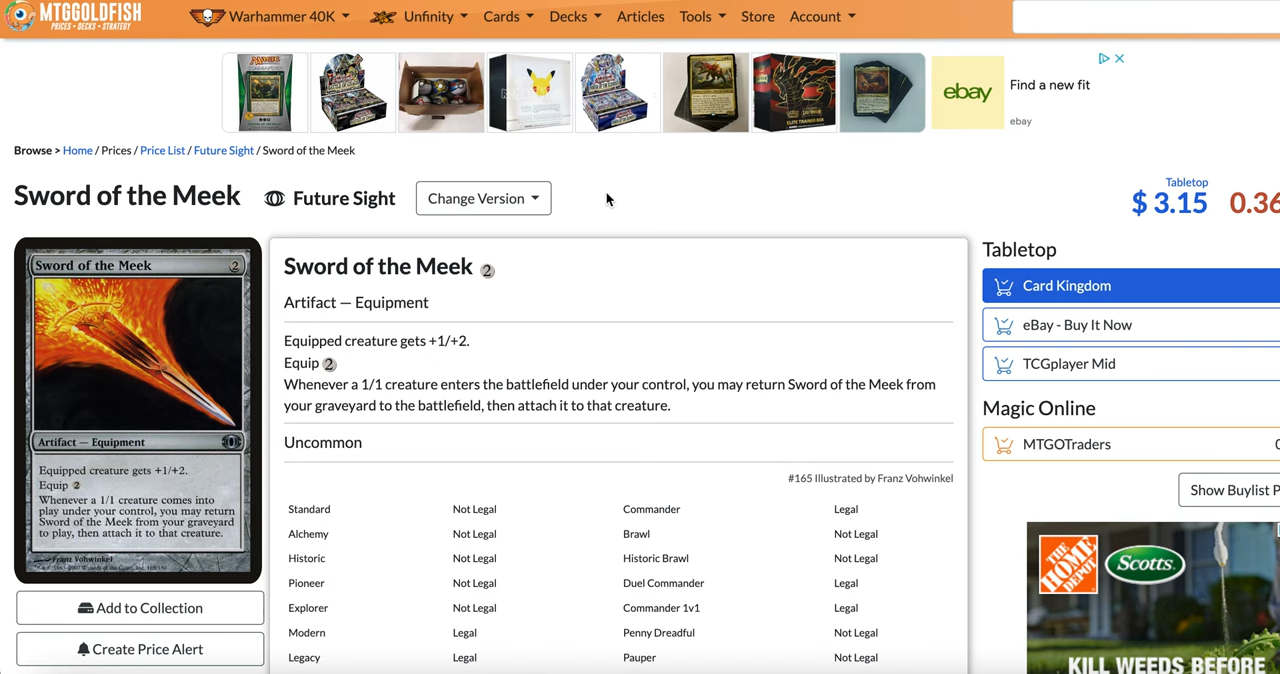 MTGGOLDFISH
PRICES • DECKS • STRATEGY
Warhammer 40K
Unfinity
Cards
Decks
Articles
Tools
Store
Account
ebay
Find a new fit
ebay
Browse > Home / Prices / Price List / Future Sight / Sword of the Meek
Sword of the Meek
Future Sight
Change Version
Tabletop
$ 3.15
0.36
Sword of the Meek 2
Artifact — Equipment
Equipped creature gets +1/+2.
Equip 2
Whenever a 1/1 creature comes into
play under your control, you may return
Sword of the Meek from your graveyard
to play, then attach it to that creature.
Franz Vohwinkel
Add to Collection
Create Price Alert
Sword of the Meek 2
Artifact — Equipment
Equipped creature gets +1/+2.
Equip 2
Whenever a 1/1 creature enters the battlefield under your control, you may return Sword of the Meek from
your graveyard to the battlefield, then attach it to that creature.
Uncommon
#165 Illustrated by Franz Vohwinkel
Standard Not Legal Commander Legal
Alchemy Not Legal Brawl Not Legal
Historic Not Legal Historic Brawl Not Legal
Pioneer Not Legal Duel Commander Legal
Explorer Not Legal Commander 1v1 Legal
Modern Legal Penny Dreadful Not Legal
Legacy Legal Pauper Not Legal
Tabletop
Card Kingdom
eBay - Buy It Now
TCGplayer Mid
Magic Online
MTGOTraders
0
Show Buylist P
THE HOME DEPOT
Scotts.
KILL WEEDS BEFORE